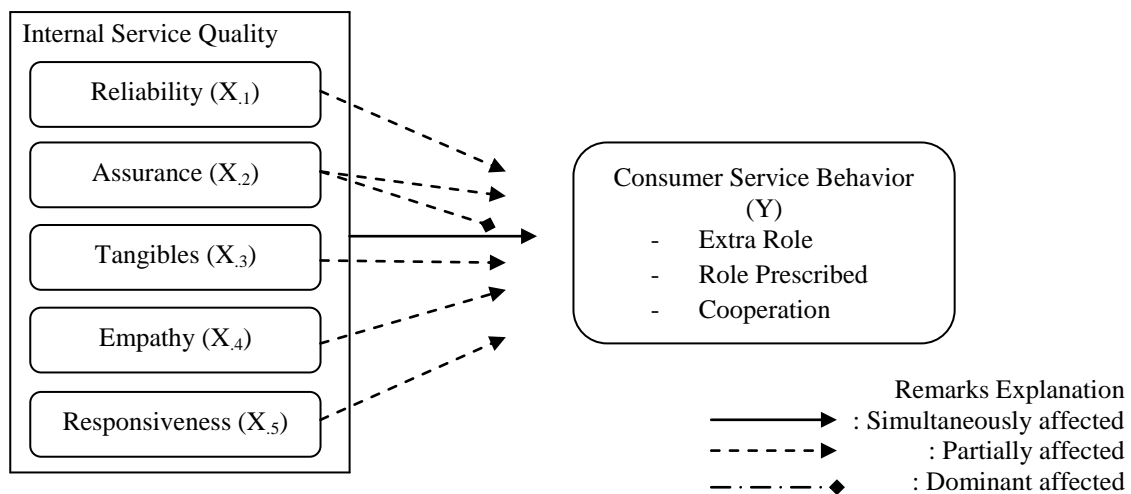 Internal Service Quality
Reliability (X.1)
Assurance (X.2)
Tangibles (X.3)
Empathy (X.4)
Responsiveness (X.5)
Consumer Service Behavior
(Y)
- Extra Role
- Role Prescribed
- Cooperation
Remarks Explanation
: Simultaneously affected
: Partially affected
: Dominant affected